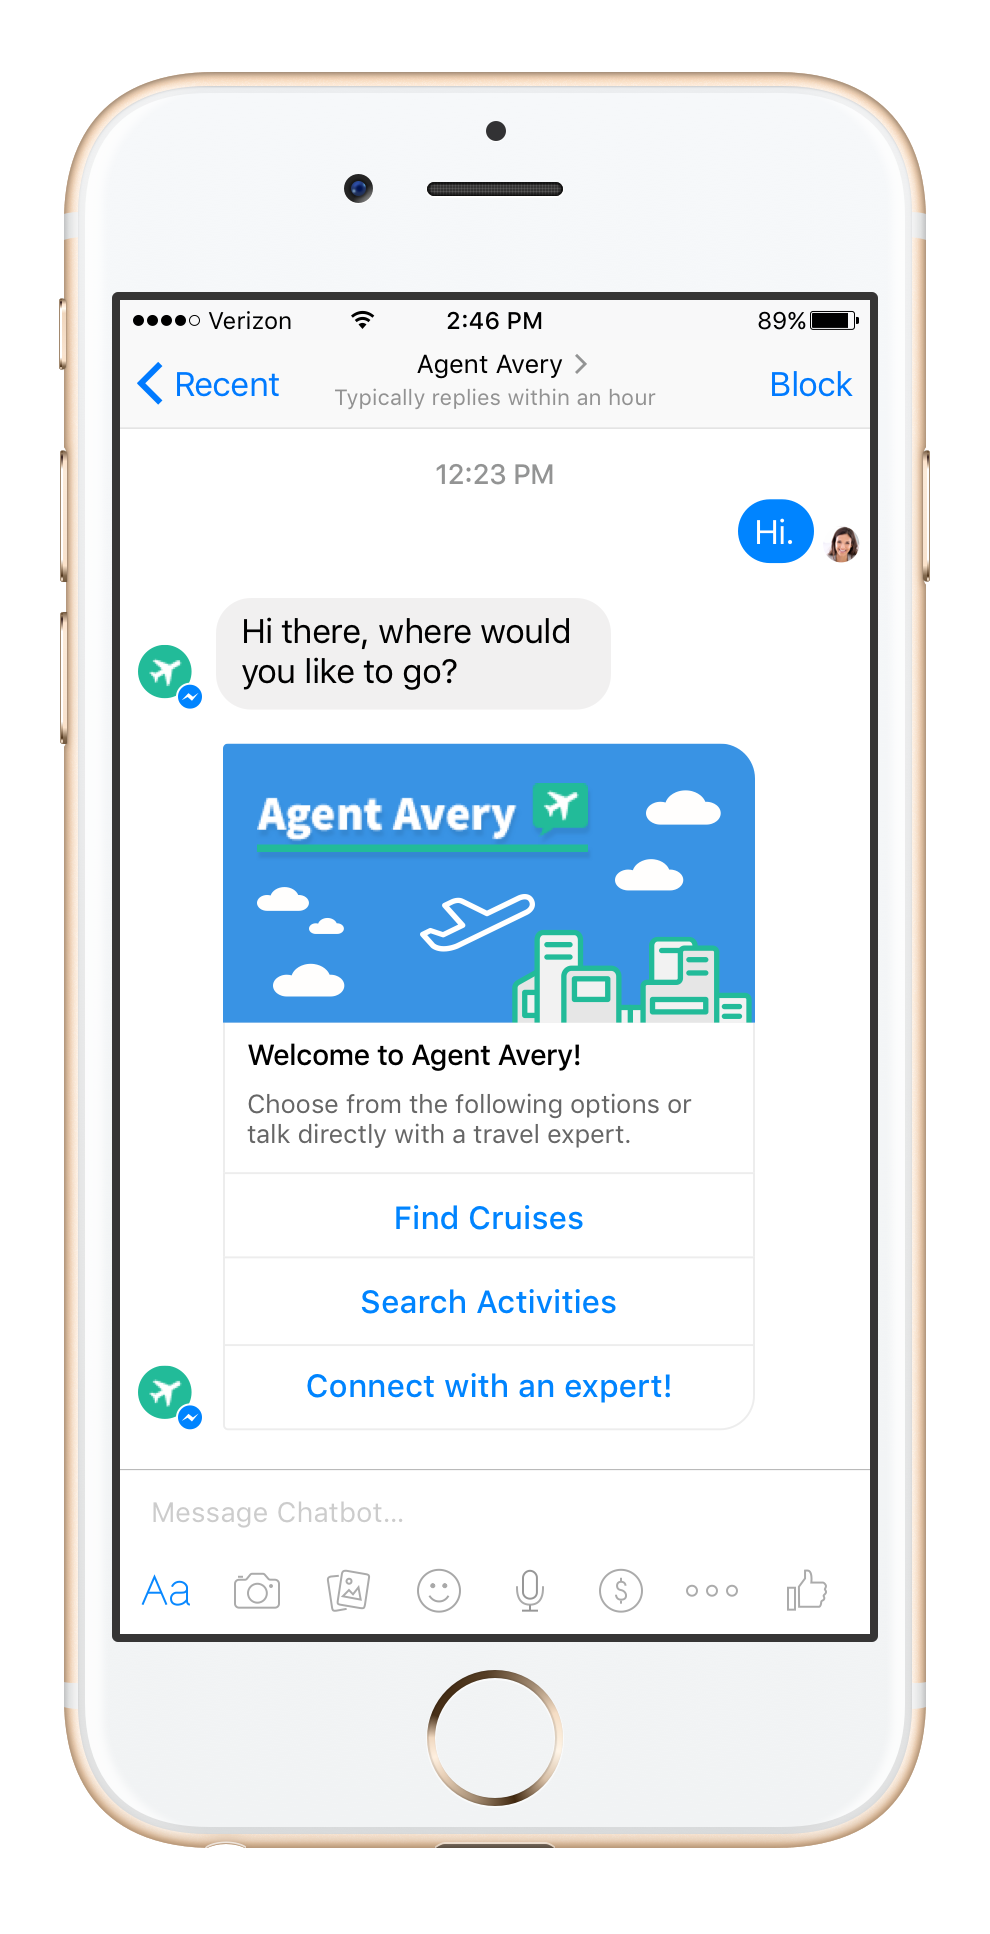 Verizon 2:46 PM 89%
Recent Agent Avery Block
Typically replies within an hour
12:23 PM
Hi.
Hi there, where would
you like to go?
Agent Avery
Welcome to Agent Avery!
Choose from the following options or
talk directly with a travel expert.
Find Cruises
Search Activities
Connect with an expert!
Message Chatbot...
Aa
$